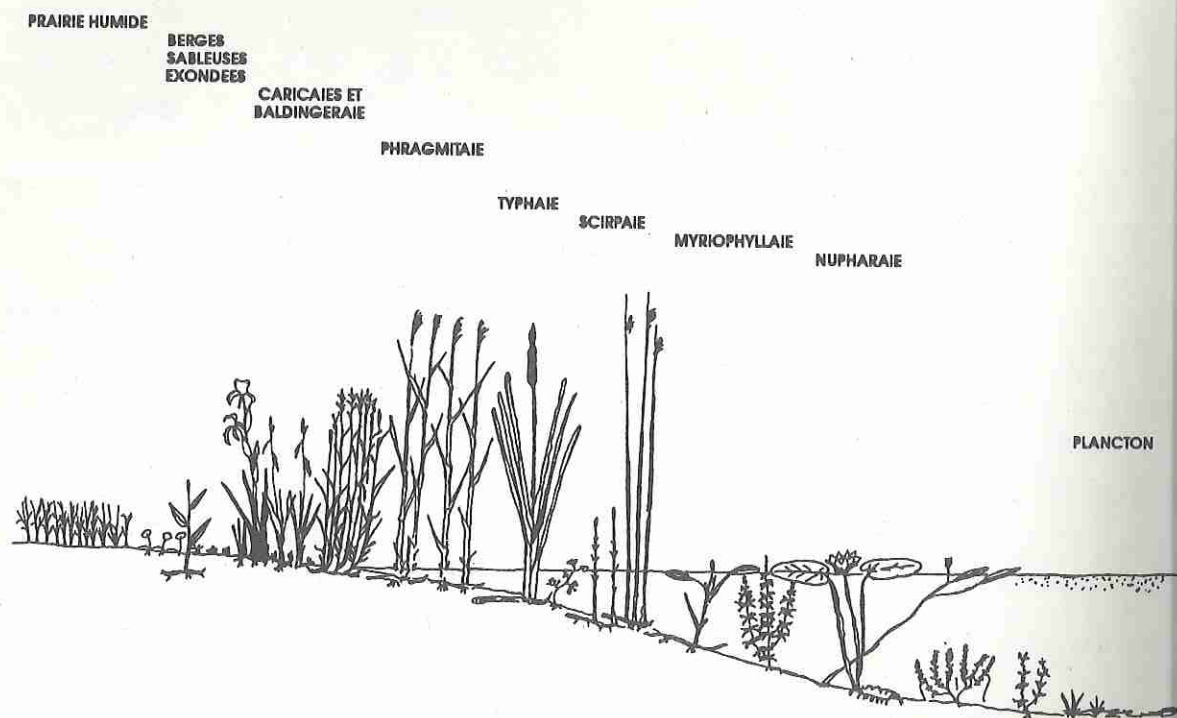 PRAIRIE HUMIDE
BERGES
SABLEUSES
EXONDEES
CARICAIES ET
BALDINGERAIE
PHRAGMITAIE
TYPHAIE
SCIRPAIE
MYRIOPHYLLAIE
NUPHARAIE
PLANCTON